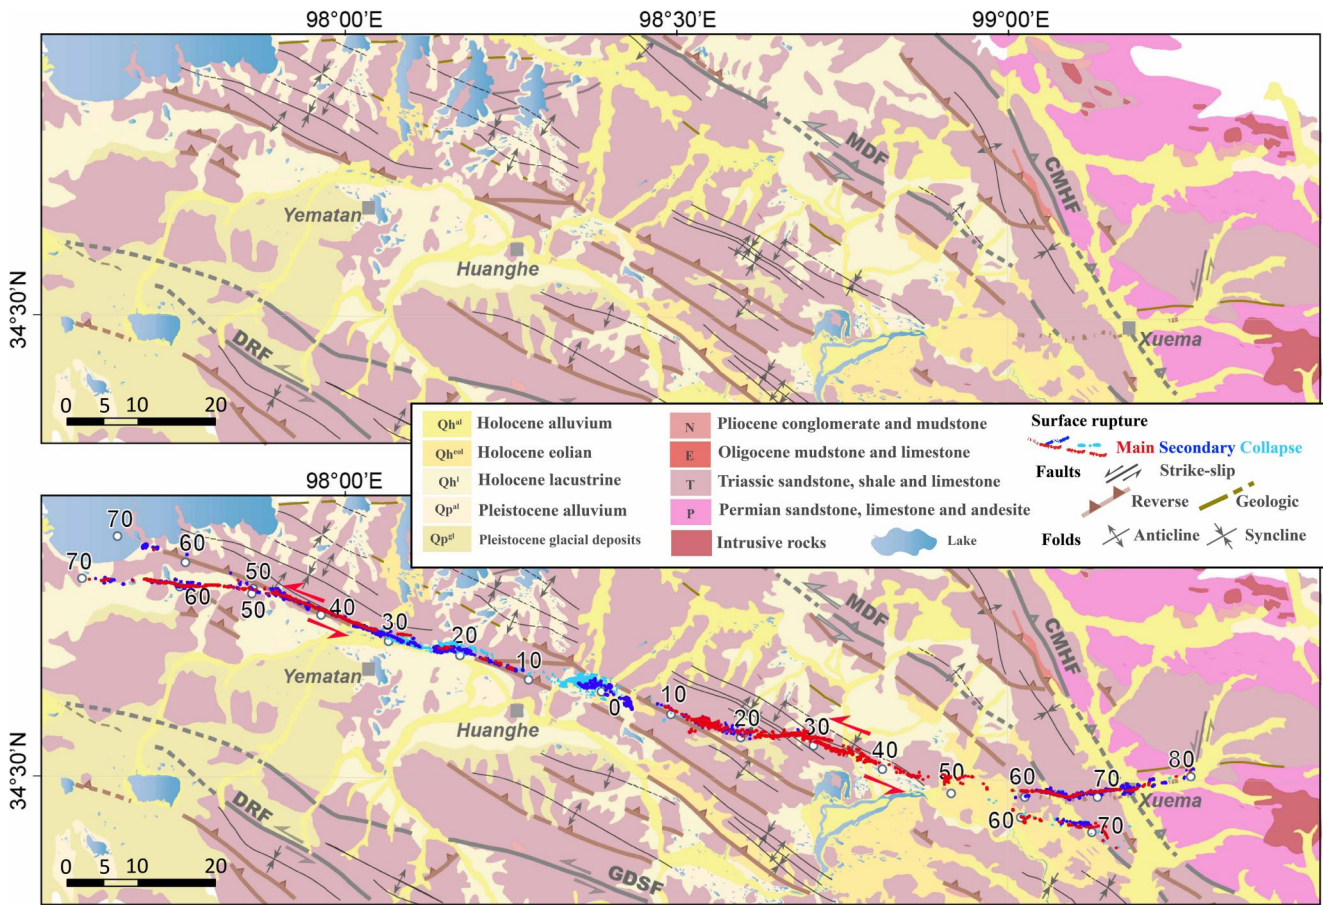 98°00’E 98°30’E 99°00’E
MDF
CMHF
Yematan
Huanghe
34°30’N
Xuema
DRF
0 5 10 20
Qhal Holocene alluvium
Qheol Holocene eolian
Qhl Holocene lacustrine
Qpal Pleistocene alluvium
Qpgl Pleistocene glacial deposits
N Pliocene conglomerate and mudstone
E Oligocene mudstone and limestone
T Triassic sandstone, shale and limestone
P Permian sandstone, limestone and andesite
Intrusive rocks
Lake
Surface rupture
Main Secondary Collapse
Faults Strike-slip
Reverse Geologic
Folds Anticline Syncline
98°00’E
70 60
70 60 50 50 40 30 20 10 0 10 20 30 40 50 60 70 80
60 70
MDF
CMHF
Yematan
Huanghe
34°30’N
Xuema
DRF
GDSF
0 5 10 20